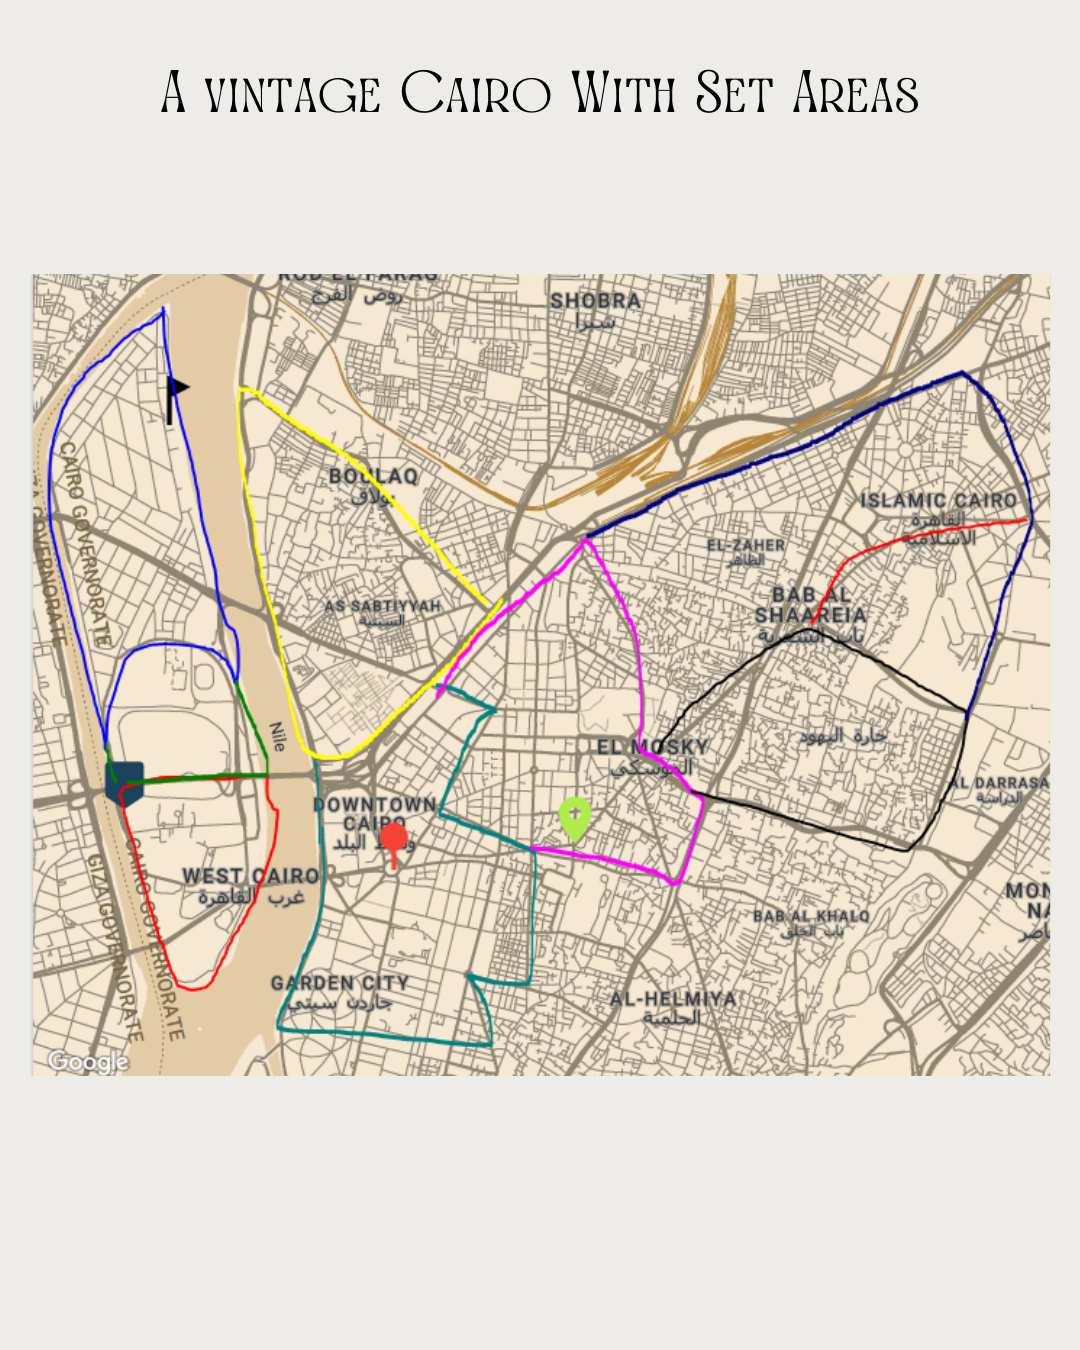 A VINTAGE CAIRO WITH SET AREAS
ROD EL FARAG
روض الفرج
SHOBRA
شبرا
BOULAQ
بولاق
CAIRO GOVERNORATE
GOVERNORATE
ISLAMIC CAIRO
القاهرة
الاسلامية
EL-ZAHER
الظاهر
AS SABTIYYAH
السبتية
BAB AL
SHAAREIA
باب الشعرية
Nile
EL MOSKY
الموسكي
حارة اليهود
AL DARRASA
الدراسة
DOWNTOWN
CAIRO
وسط البلد
WEST CAIRO
غرب القاهرة
GIZA GOVERNORATE
CAIRO GOVERNORATE
BAB AL KHALQ
باب الخلق
GARDEN CITY
جاردن سيتي
AL-HELMIYA
الحلمية
Google